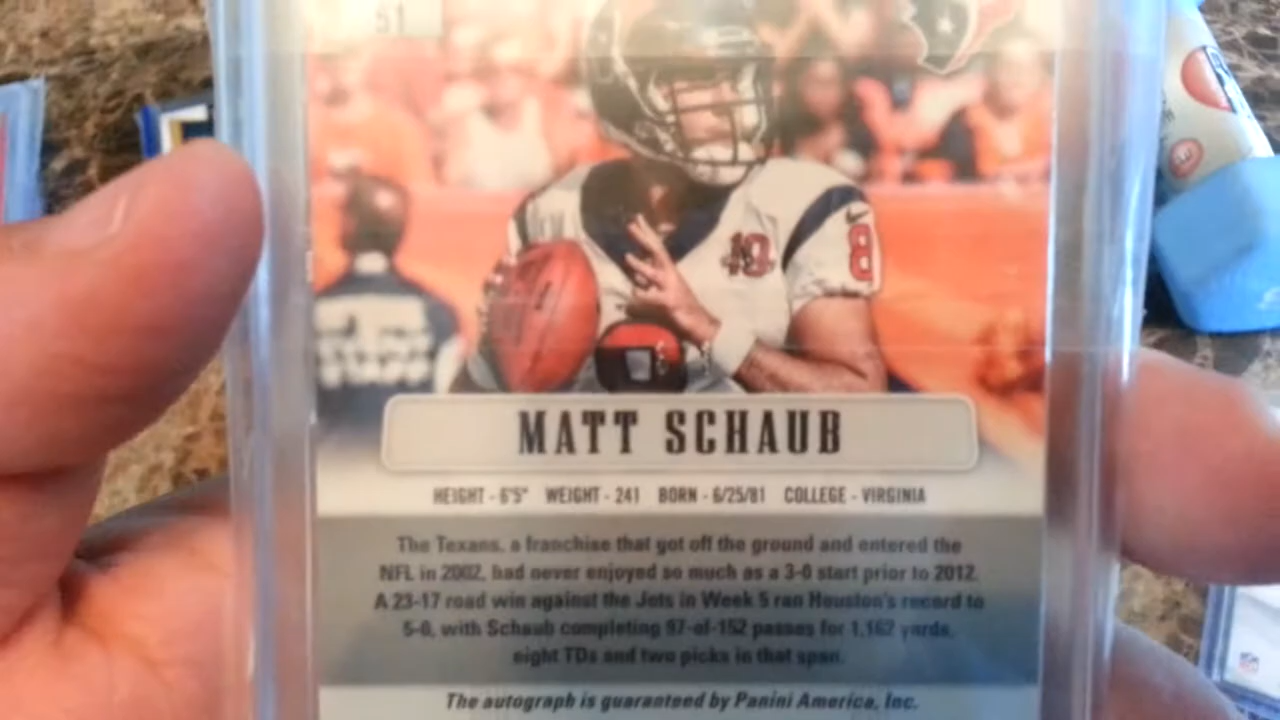 51
10
8
MATT SCHAUB
HEIGHT - 6'5" WEIGHT - 241 BORN - 6/25/81 COLLEGE - VIRGINIA
The Texans, a franchise that got off the ground and entered the
NFL in 2002, had never enjoyed so much as a 3-0 start prior to 2012.
A 23-17 road win against the Jets in Week 5 ran Houston's record to
5-0, with Schaub completing 97-of-152 passes for 1,162 yards,
eight TDs and two picks in that span.
The autograph is guaranteed by Panini America, Inc.